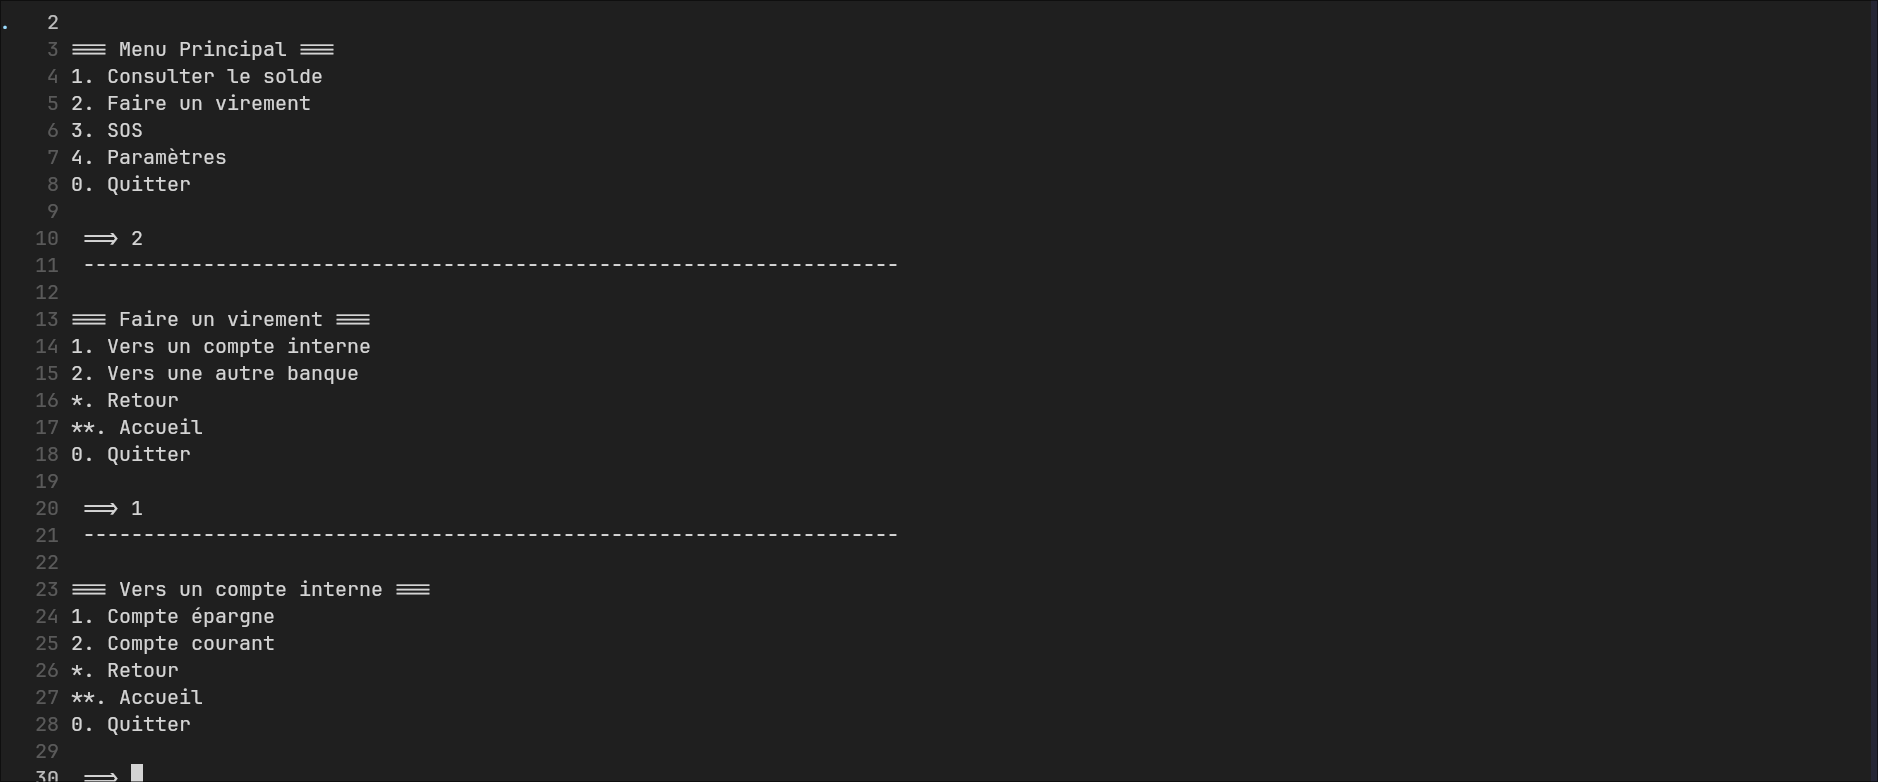 2
3 === Menu Principal ===
4 1. Consulter le solde
5 2. Faire un virement
6 3. SOS
7 4. Paramètres
8 0. Quitter
9
10 ==> 2
11 --------------------------------------------------------------------
12
13 === Faire un virement ===
14 1. Vers un compte interne
15 2. Vers une autre banque
16 *. Retour
17 **. Accueil
18 0. Quitter
19
20 ==> 1
21 --------------------------------------------------------------------
22
23 === Vers un compte interne ===
24 1. Compte épargne
25 2. Compte courant
26 *. Retour
27 **. Accueil
28 0. Quitter
29
30 ==>